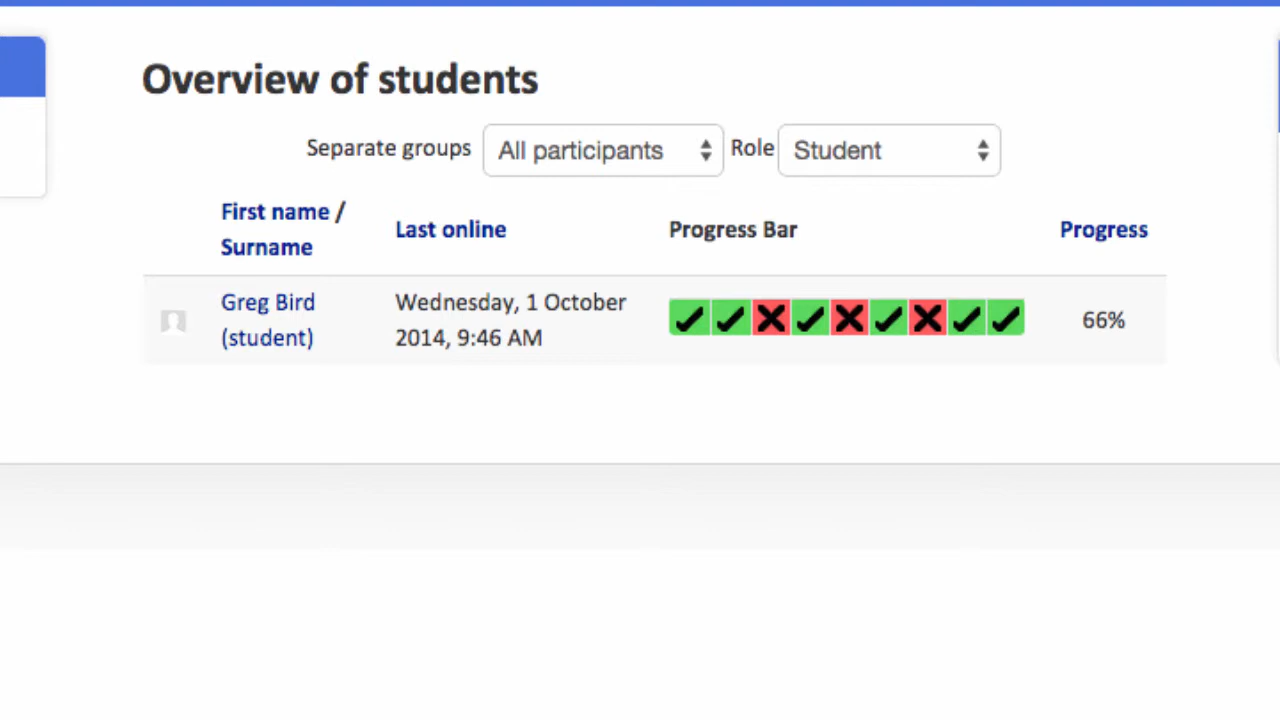 Overview of students
Separate groups All participants Role Student
First name / Surname Last online Progress Bar Progress
Greg Bird (student) Wednesday, 1 October 2014, 9:46 AM 66%